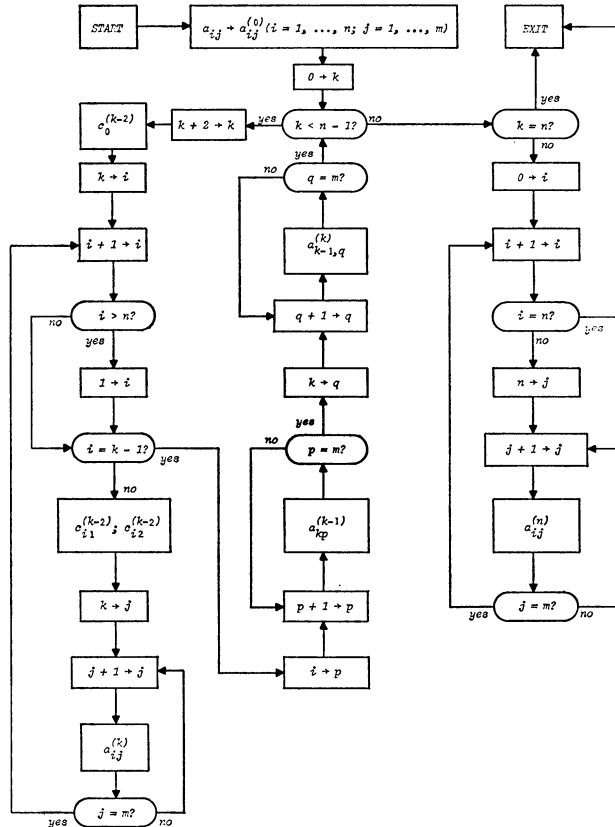 START
a_{ij} → a_{ij}^{(0)} (i = 1, ..., n; j = 1, ..., m)
EXIT
0 → k
yes
c_0^{(k-2)}
k + 2 → k
yes
k < n - 1?
no
k = n?
yes
no
k → i
no
q = m?
0 → i
i + 1 → i
a_{k-1,q}^{(k)}
i + 1 → i
no
i > n?
yes
q + 1 → q
i = n?
yes
no
1 → i
k → q
n → j
yes
i = k - 1?
yes
no
p = m?
j + 1 → j
no
c_{i1}^{(k-2)}; c_{i2}^{(k-2)}
a_{kp}^{(k-1)}
a_{ij}^{(n)}
k → j
p + 1 → p
yes
j = m?
no
j + 1 → j
i → p
a_{ij}^{(k)}
yes
j = m?
no